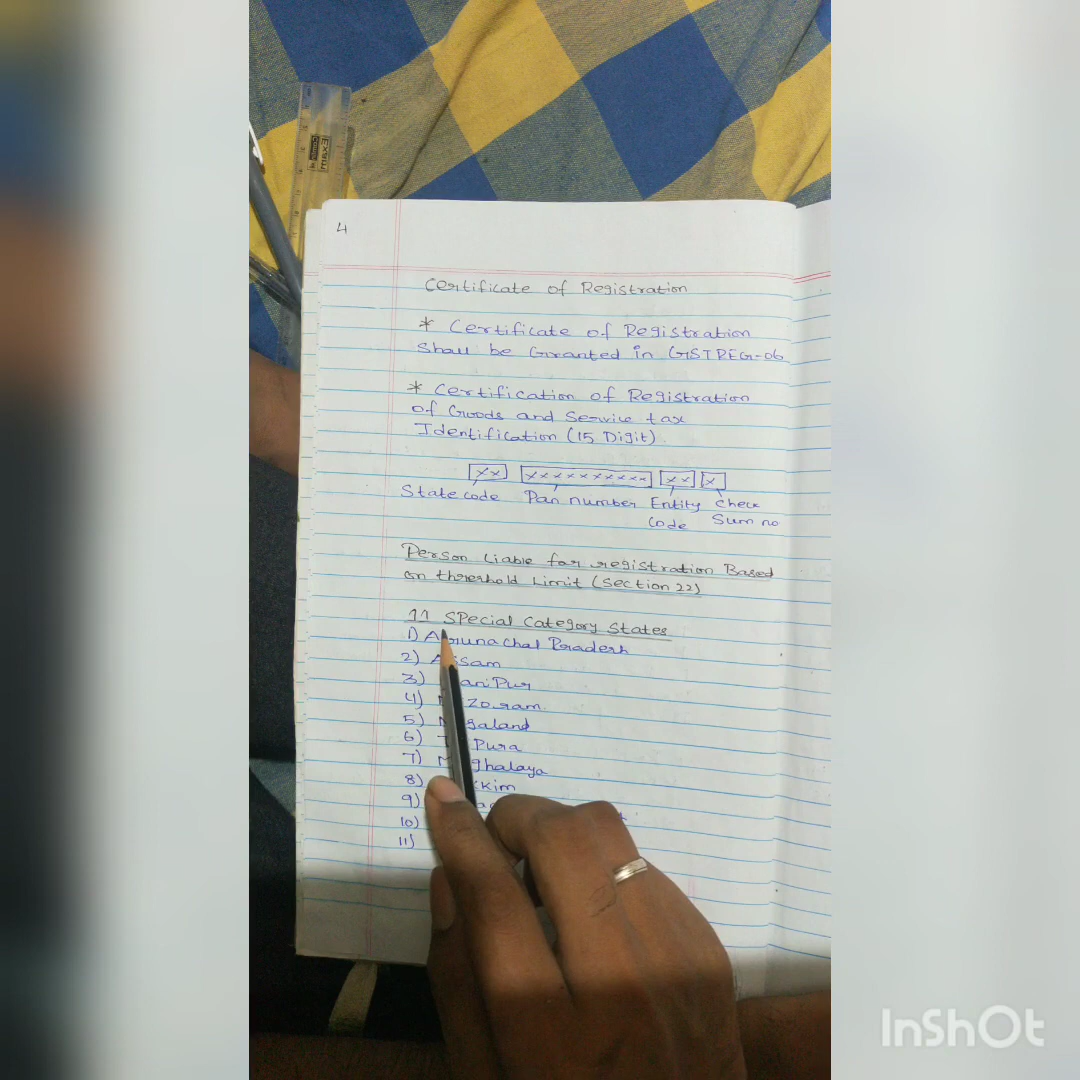 4
Certificate of Registration
* Certificate of Registration
Shall be Granted in GSTREG-06
* Certification of Registration
of Goods and Service tax
Identification (15 Digit)
xx xxxxxxxxxx xx x
State code Pan number Entity Check
Code Sum no
Person Liable for registration Based
on threshold Limit (Section 22)
11 Special Category States
1) Arunachal Pradesh
2) Assam
3)
4)
5)
6)
7)
8)
9)
10)
11)
Exam
InShOt